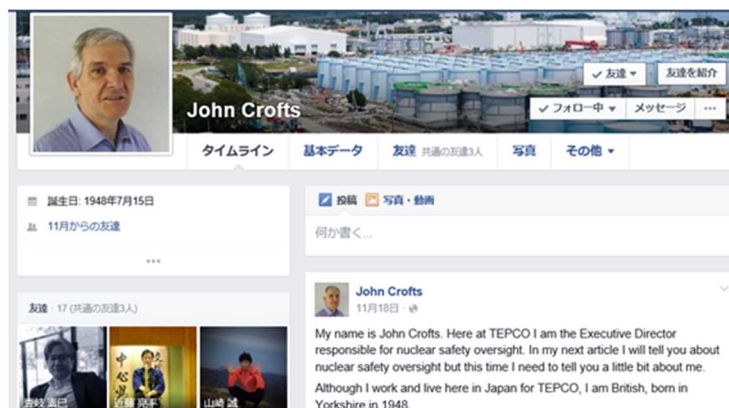 ✓ 友達 ▼ 友達を紹介
John Crofts
✓ フォロー中 ▼ メッセージ ...
タイムライン 基本データ 友達 共通の友達3人 写真 その他 ▼
誕生日: 1948年7月15日
11月からの友達
...
友達 · 17 (共通の友達3人)
近藤 亮平 山崎 誠
投稿 写真・動画
何か書く...
John Crofts
11月18日 ·
My name is John Crofts. Here at TEPCO I am the Executive Director
responsible for nuclear safety oversight. In my next article I will tell you about
nuclear safety oversight but this time I need to tell you a little bit about me.
Although I work and live here in Japan for TEPCO, I am British, born in
Yorkshire in 1948.